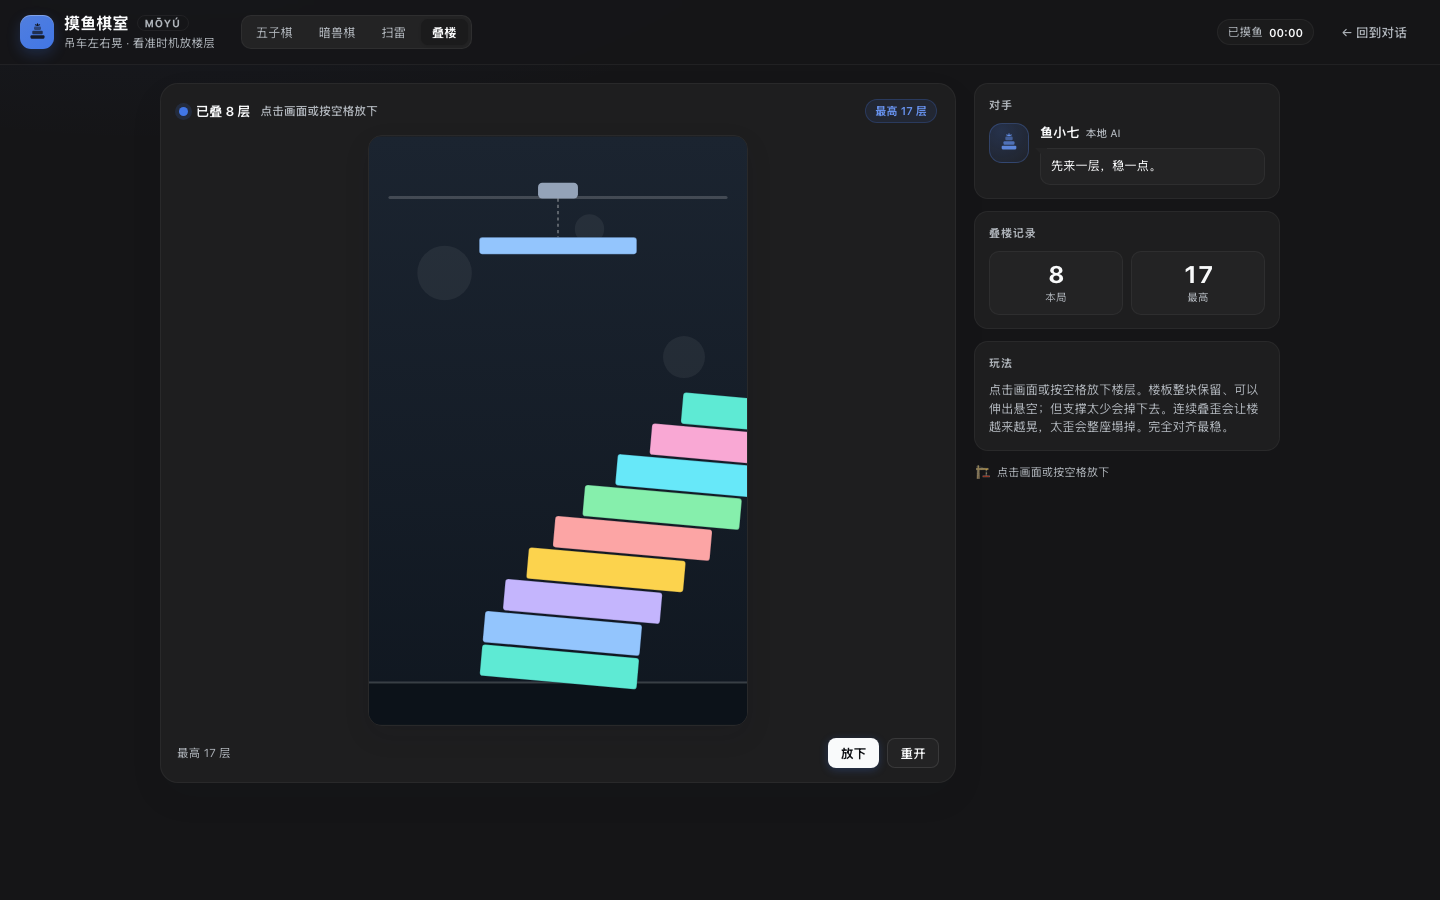 摸鱼棋室 MŌYÚ
吊车左右晃 · 看准时机放楼层
五子棋 暗兽棋 扫雷 叠楼
已摸鱼 00:00
← 回到对话
已叠 8 层 点击画面或按空格放下
最高 17 层
最高 17 层
放下 重开
对手
鱼小七 本地 AI
先来一层，稳一点。
叠楼记录
8 17
本局 最高
玩法
点击画面或按空格放下楼层。楼板整块保留、可以
伸出悬空；但支撑太少会掉下去。连续叠歪会让楼
越来越晃，太歪会整座塌掉。完全对齐最稳。
点击画面或按空格放下